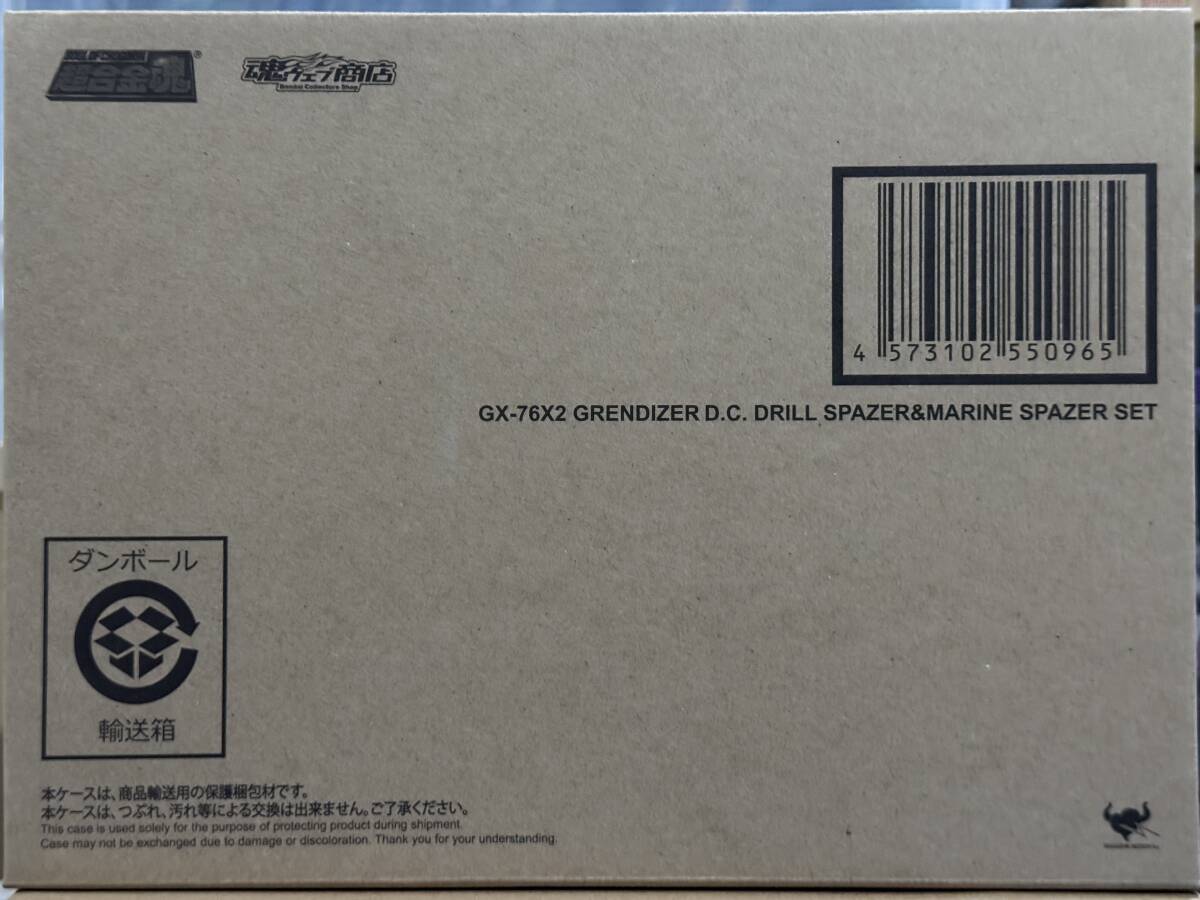 超合金魂®
魂ウェブ商店
Bandai Collectors Shop
4 573102 550965
GX-76X2 GRENDIZER D.C. DRILL SPAZER&MARINE SPAZER SET
ダンボール
輸送箱
本ケースは、商品輸送用の保護梱包材です。
本ケースは、つぶれ、汚れ等による交換は出来ません。ご了承ください。
This case is used solely for the purpose of protecting product during shipment.
Case may not be exchanged due to damage or discoloration. Thank you for your understanding.